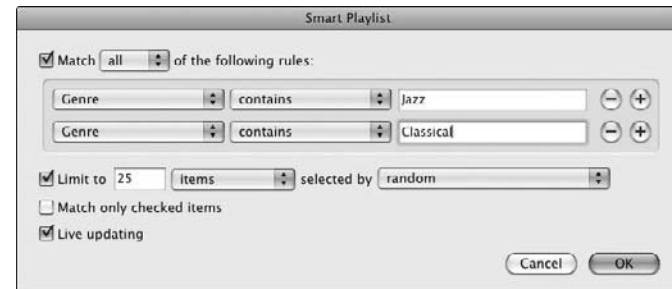 Smart Playlist
Match all of the following rules:
Genre contains Jazz
Genre contains Classical
Limit to 25 items selected by random
Match only checked items
Live updating
Cancel OK